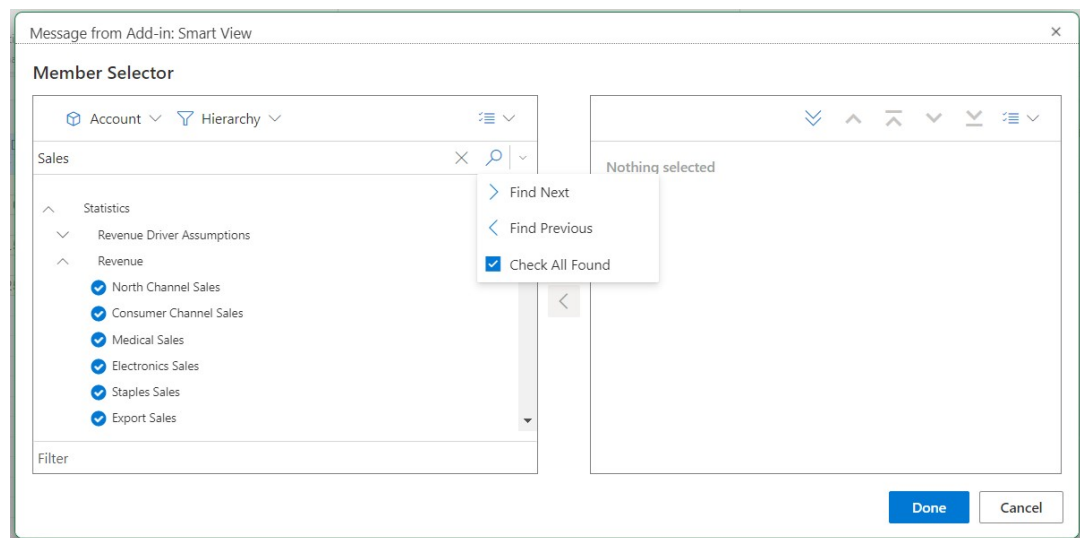 Message from Add-in: Smart View
Member Selector
Account Hierarchy
Sales
Nothing selected
Find Next
Find Previous
Check All Found
Statistics
Revenue Driver Assumptions
Revenue
North Channel Sales
Consumer Channel Sales
Medical Sales
Electronics Sales
Staples Sales
Export Sales
Filter
Done Cancel